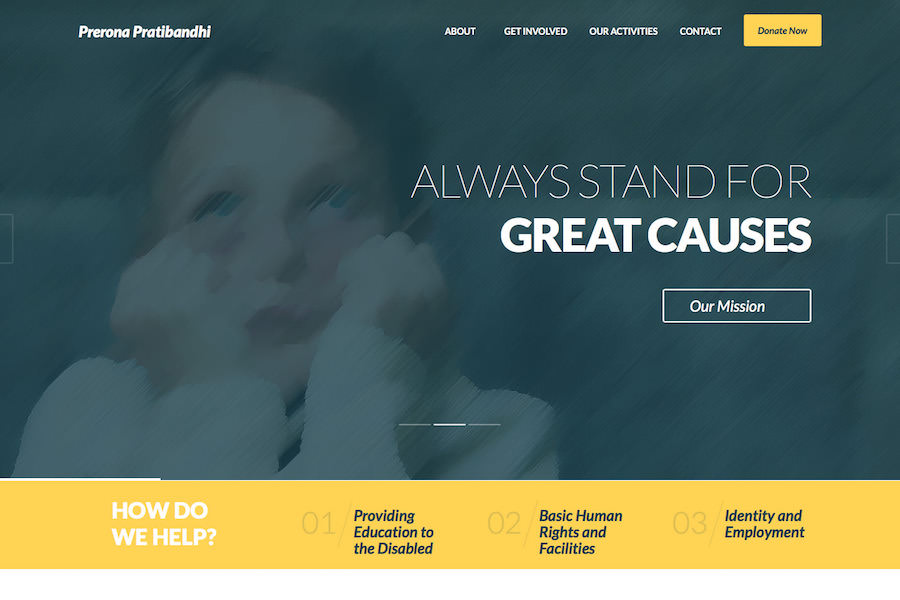 Prerona Pratibandhi
ABOUT GET INVOLVED OUR ACTIVITIES CONTACT Donate Now
ALWAYS STAND FOR
GREAT CAUSES
Our Mission
HOW DO
WE HELP?
01
Providing
Education to
the Disabled
02
Basic Human
Rights and
Facilities
03
Identity and
Employment